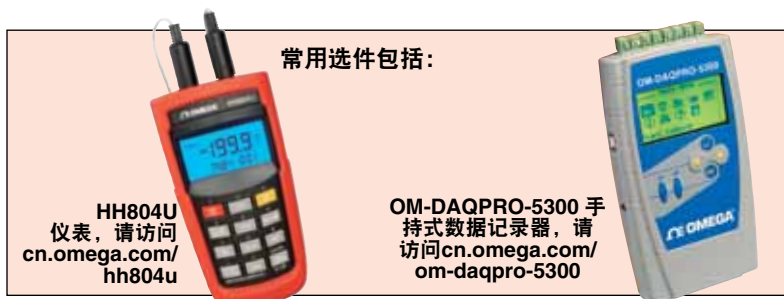 常用选件包括：
HH804U
仪表，请访问
cn.omega.com/
hh804u
OM-DAQPRO-5300 手
持式数据记录器，请
访问cn.omega.com/
om-daqpro-5300
OMEGA
-199.9
OM-DAQPRO-5300
OMEGA